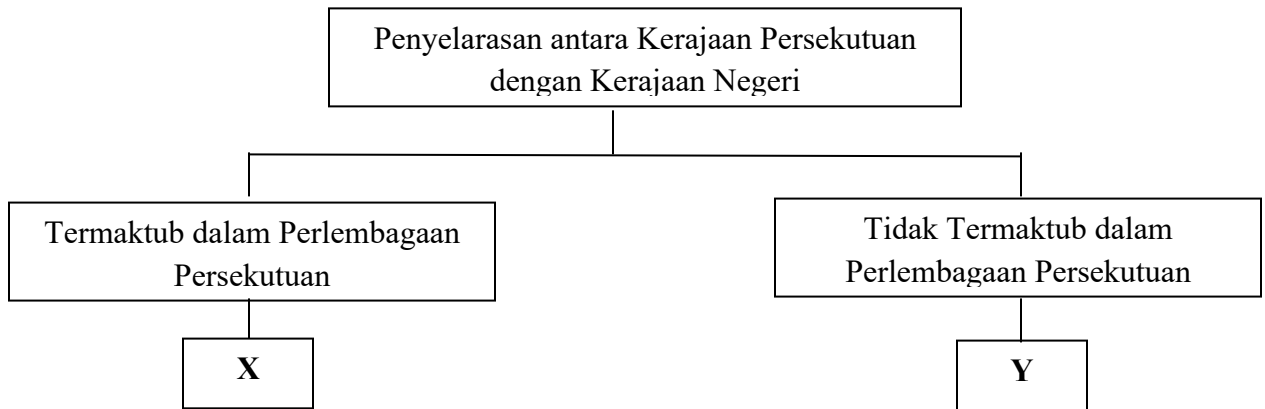 Penyelarasan antara Kerajaan Persekutuan
dengan Kerajaan Negeri
Termaktub dalam Perlembagaan
Persekutuan
Tidak Termaktub dalam
Perlembagaan Persekutuan
X
Y